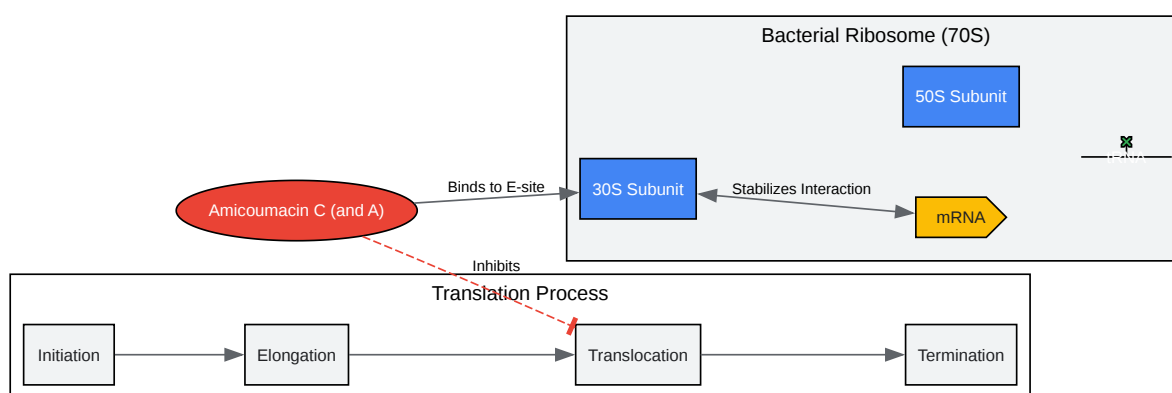 Bacterial Ribosome (70S)
50S Subunit
Binds to E-site
30S Subunit
Stabilizes Interaction
Amicoumacin C (and A)
mRNA
Inhibits
Translation Process
Initiation
Elongation
Translocation
Termination